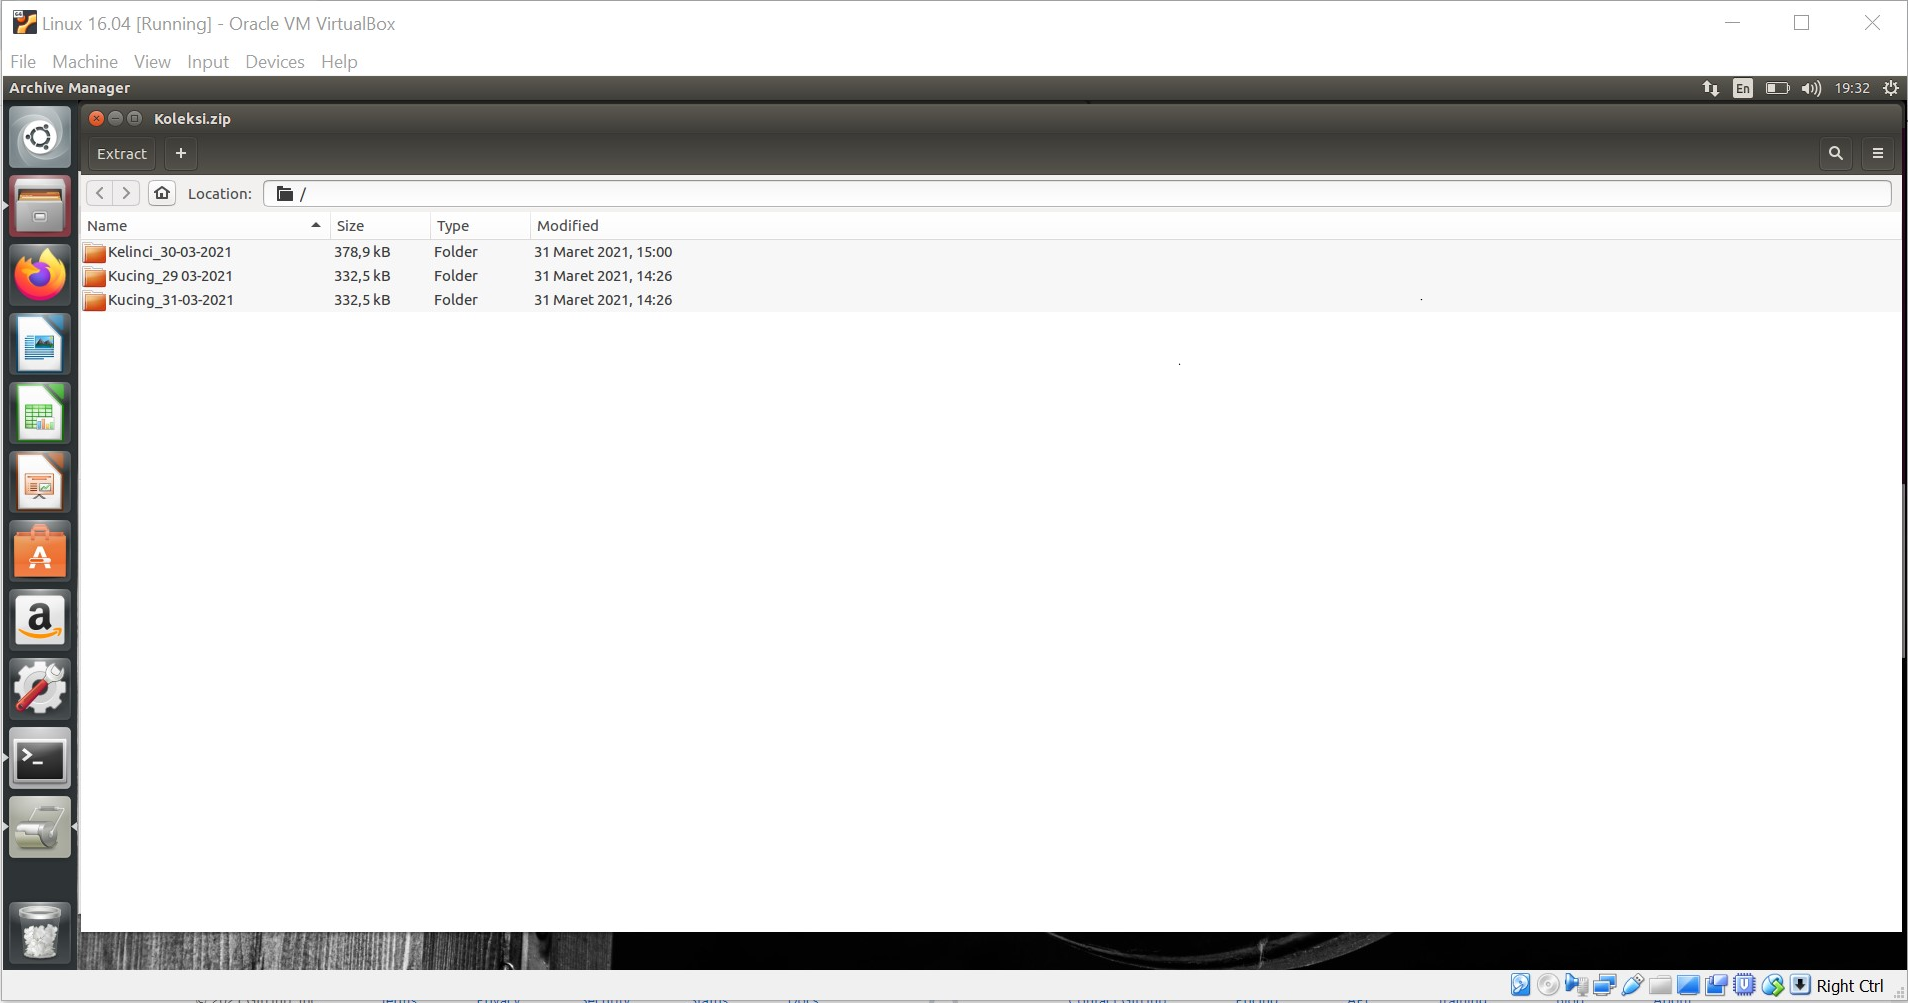 Linux 16.04 [Running] - Oracle VM VirtualBox
File Machine View Input Devices Help
Archive Manager
En 19:32
Koleksi.zip
Extract +
Location: /
Name Size Type Modified
Kelinci_30-03-2021 378,9 kB Folder 31 Maret 2021, 15:00
Kucing_29 03-2021 332,5 kB Folder 31 Maret 2021, 14:26
Kucing_31-03-2021 332,5 kB Folder 31 Maret 2021, 14:26
Right Ctrl